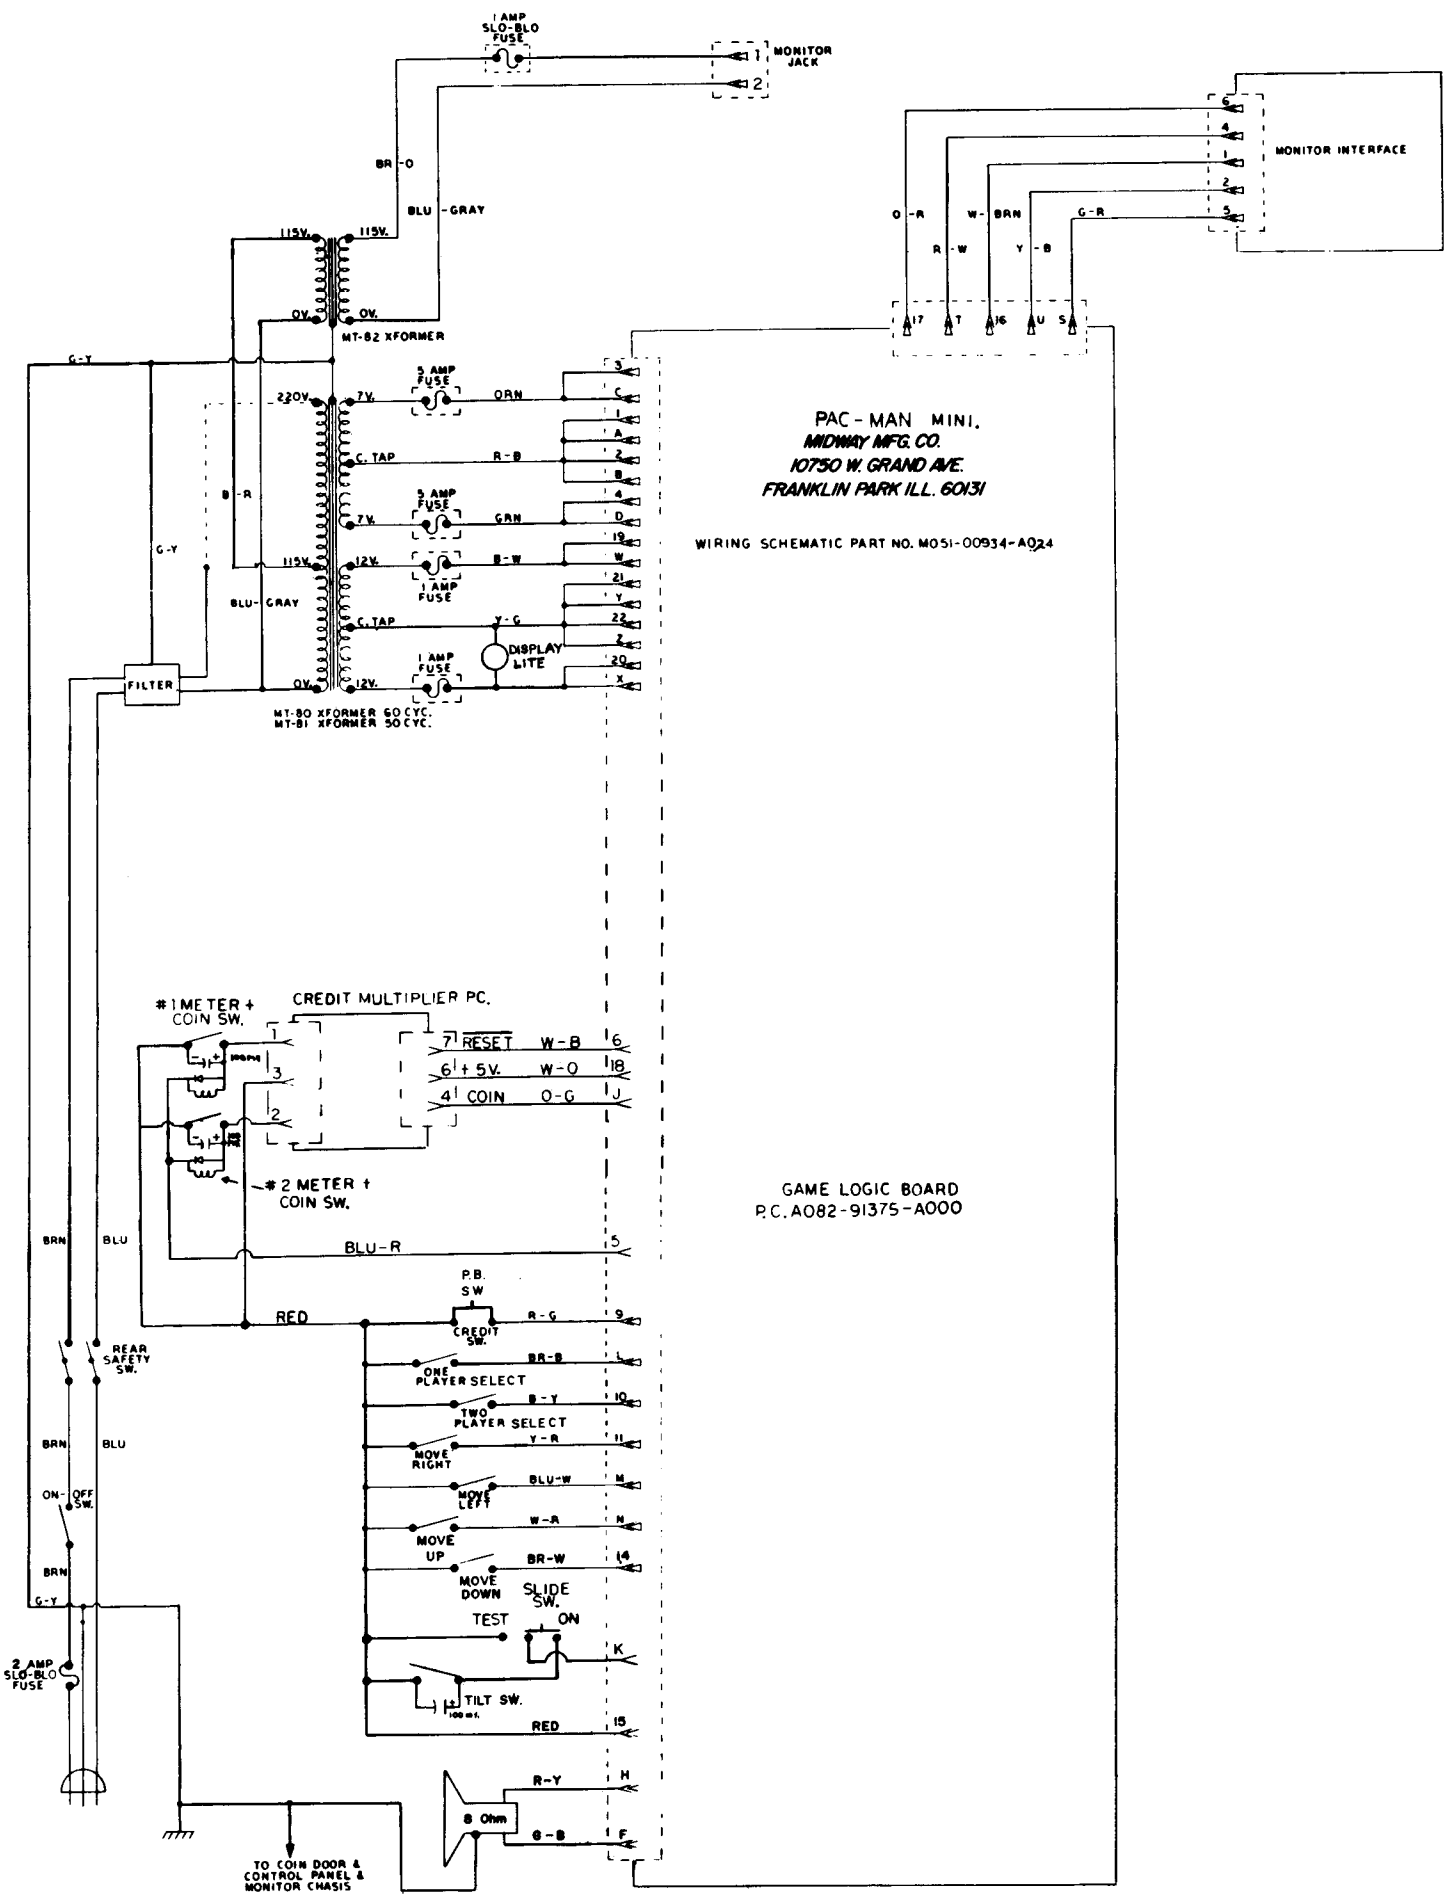 1 AMP
SLO-BLO
FUSE
1
MONITOR
JACK
2
BR-O
BLU-GRAY
6
4
1
2
5
MONITOR INTERFACE
O-R
W-BRN
G-R
R-W
Y-B
17
T
16
U
S
115V.
115V.
0V.
0V.
MT-82 XFORMER
G-Y
220V.
7V.
5 AMP
FUSE
ORN
3
C
1
A
C. TAP
R-B
2
B
B-R
5 AMP
FUSE
7V.
GRN
4
D
G-Y
115V.
12V.
1 AMP
FUSE
B-W
19
W
BLU-GRAY
21
Y
C. TAP
Y-G
22
Z
DISPLAY
LITE
1 AMP
FUSE
20
X
FILTER
0V.
12V.
MT-80 XFORMER 60 CYC.
MT-81 XFORMER 50 CYC.
PAC-MAN MINI.
MIDWAY MFG. CO.
10750 W. GRAND AVE.
FRANKLIN PARK ILL. 60131
WIRING SCHEMATIC PART NO. M051-00934-A024
#1 METER +
COIN SW.
CREDIT MULTIPLIER PC.
1
3
2
- +
- +
7 RESET W-B 6
6 + 5V. W-O 18
4 COIN O-G J
#2 METER +
COIN SW.
GAME LOGIC BOARD
P.C. A082-91375-A000
BRN
BLU
BLU-R
5
P.B.
SW
RED
CREDIT
SW.
R-G
9
REAR
SAFETY
SW.
ONE
PLAYER SELECT
BR-B
L
TWO
PLAYER SELECT
B-Y
10
BRN
BLU
MOVE
RIGHT
Y-R
11
ON-OFF
SW.
MOVE
LEFT
BLU-W
M
MOVE
UP
W-R
N
BRN
MOVE
DOWN
BR-W
14
G-Y
SLIDE
SW.
TEST
ON
K
2 AMP
SLO-BLO
FUSE
TILT SW.
+
RED
15
8 Ohm
R-Y
H
F
TO COIN DOOR &
CONTROL PANEL &
MONITOR CHASIS